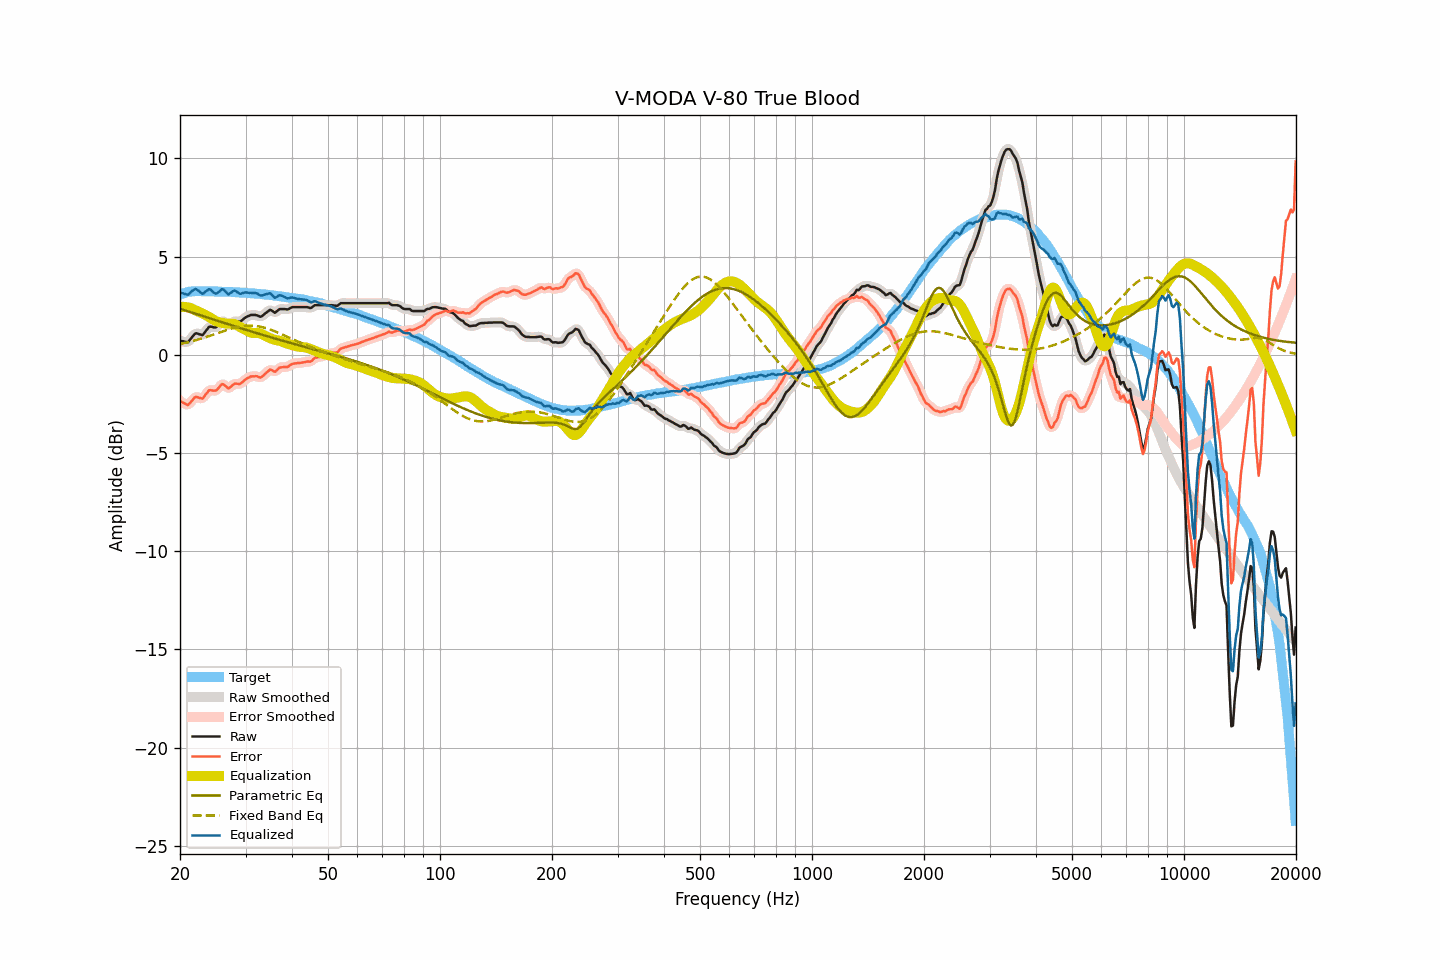 V-MODA V-80 True Blood
10
5
0
−5
−10
−15
−20
−25
Amplitude (dBr)
Target
Raw Smoothed
Error Smoothed
Raw
Error
Equalization
Parametric Eq
Fixed Band Eq
Equalized
20 50 100 200 500 1000 2000 5000 10000 20000
Frequency (Hz)